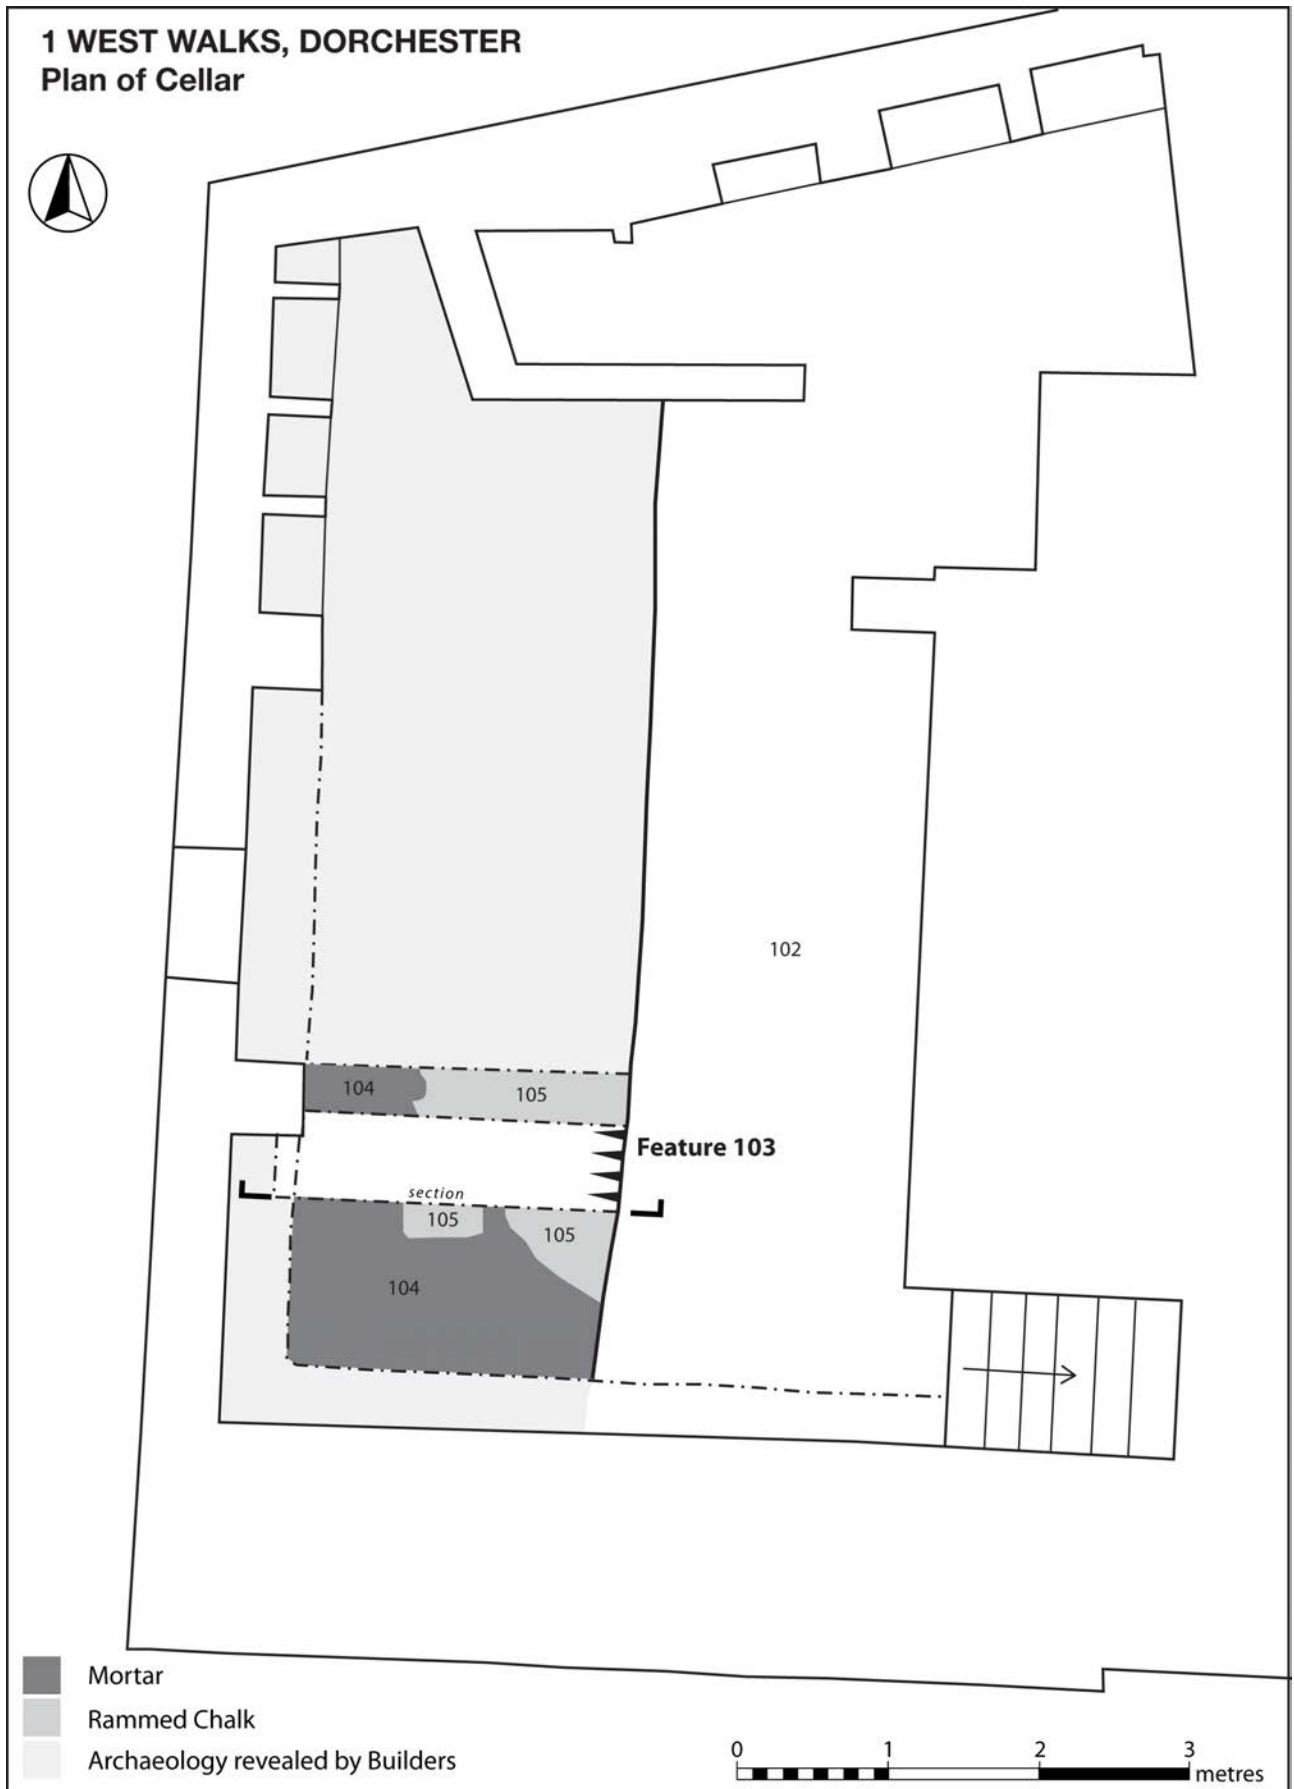 1 WEST WALKS, DORCHESTER
Plan of Cellar
102
104
105
Feature 103
section
105
105
104
Mortar
Rammed Chalk
Archaeology revealed by Builders
0 1 2 3
metres